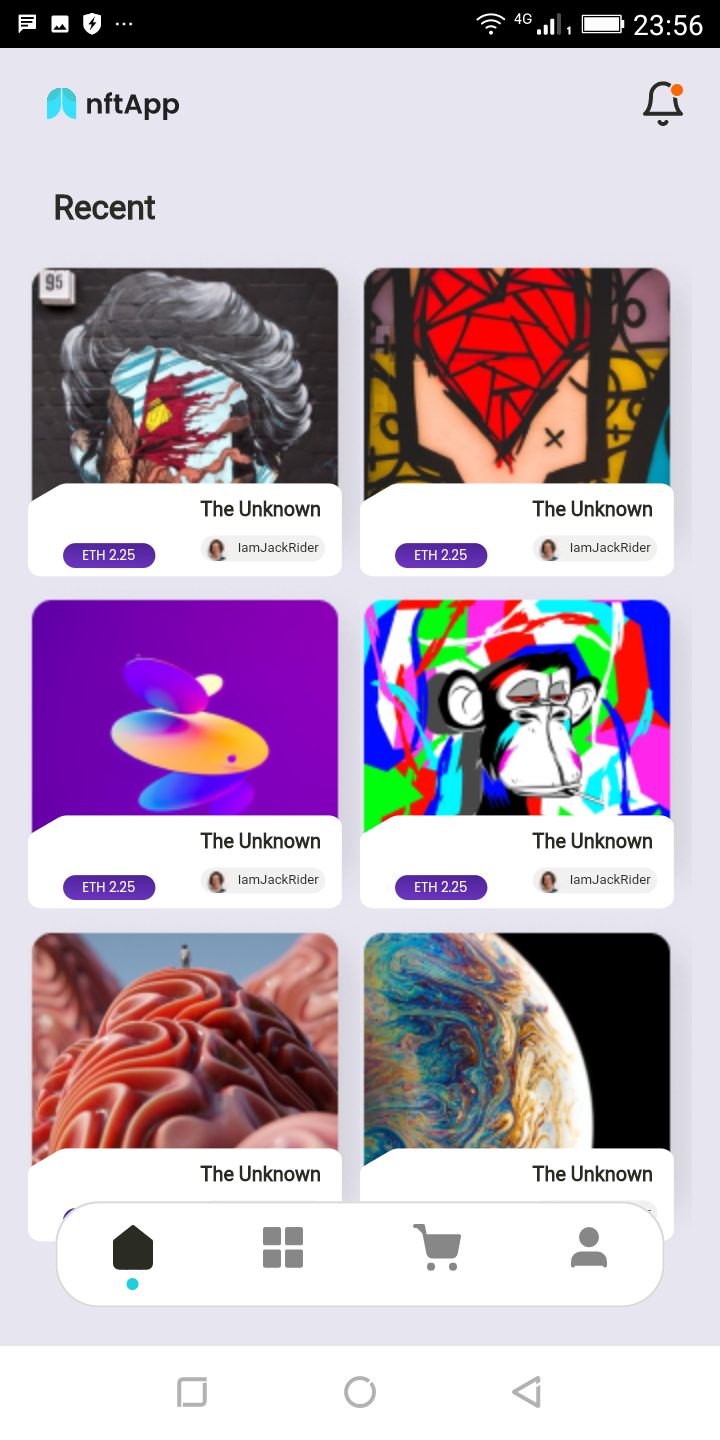 4G 1 23:56
nftApp
Recent
95
The Unknown
ETH 2.25 IamJackRider
The Unknown
ETH 2.25 IamJackRider
The Unknown
ETH 2.25 IamJackRider
The Unknown
ETH 2.25 IamJackRider
The Unknown
The Unknown